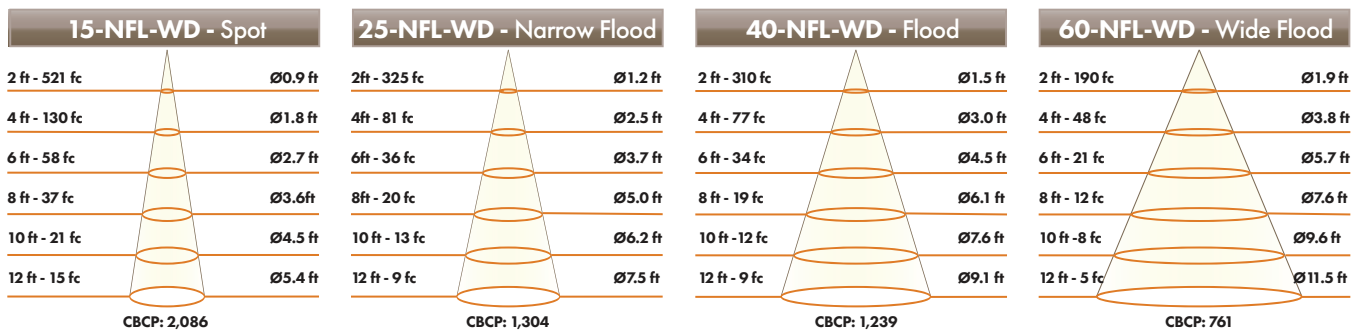 15-NFL-WD - Spot
2 ft - 521 fc Ø0.9 ft
4 ft - 130 fc Ø1.8 ft
6 ft - 58 fc Ø2.7 ft
8 ft - 37 fc Ø3.6ft
10 ft - 21 fc Ø4.5 ft
12 ft - 15 fc Ø5.4 ft
CBCP: 2,086
25-NFL-WD - Narrow Flood
2ft - 325 fc Ø1.2 ft
4ft - 81 fc Ø2.5 ft
6ft - 36 fc Ø3.7 ft
8ft - 20 fc Ø5.0 ft
10 ft - 13 fc Ø6.2 ft
12 ft - 9 fc Ø7.5 ft
CBCP: 1,304
40-NFL-WD - Flood
2 ft - 310 fc Ø1.5 ft
4 ft - 77 fc Ø3.0 ft
6 ft - 34 fc Ø4.5 ft
8 ft - 19 fc Ø6.1 ft
10 ft -12 fc Ø7.6 ft
12 ft - 9 fc Ø9.1 ft
CBCP: 1,239
60-NFL-WD - Wide Flood
2 ft - 190 fc Ø1.9 ft
4 ft - 48 fc Ø3.8 ft
6 ft - 21 fc Ø5.7 ft
8 ft - 12 fc Ø7.6 ft
10 ft -8 fc Ø9.6 ft
12 ft - 5 fc Ø11.5 ft
CBCP: 761